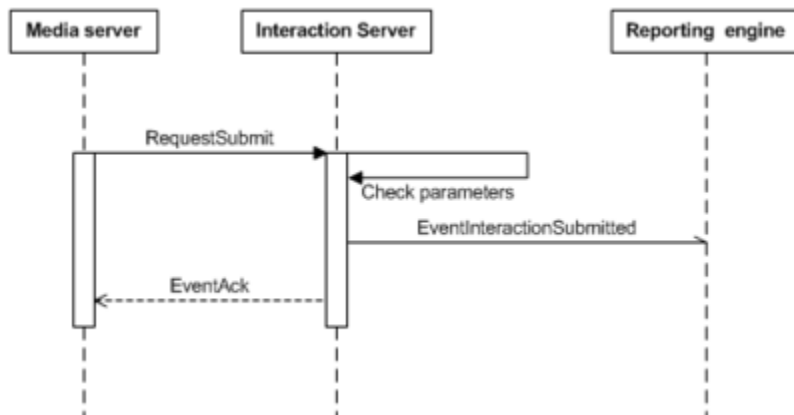 Media server
Interaction Server
Reporting engine
RequestSubmit
Check parameters
EventInteractionSubmitted
EventAck